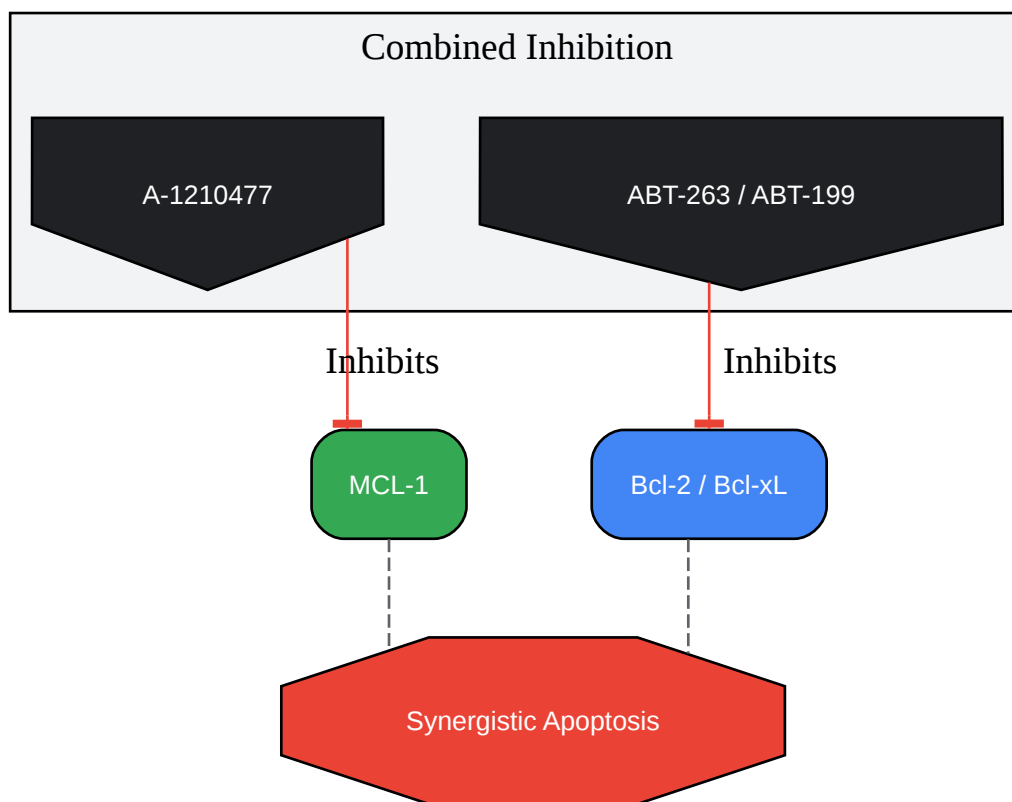 Combined Inhibition
A-1210477
ABT-263 / ABT-199
Inhibits
Inhibits
MCL-1
Bcl-2 / Bcl-xL
Synergistic Apoptosis